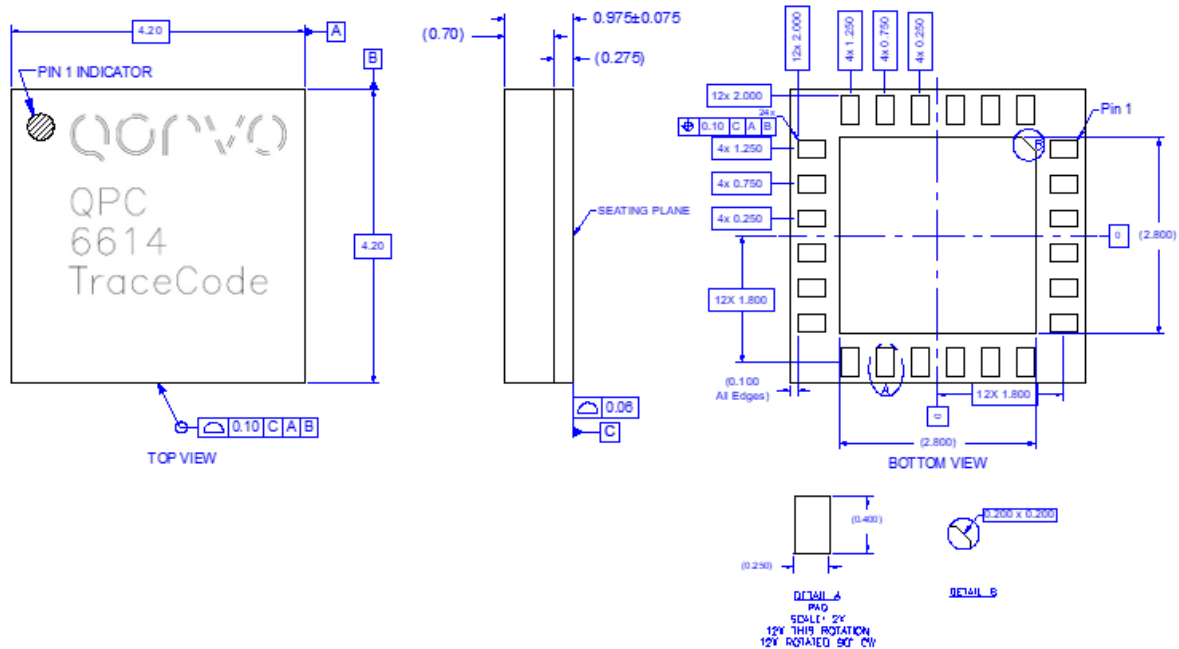 4.20
A
B
PIN 1 INDICATOR
QORVO
QPC
6614
TraceCode
4.20
0.10 C A B
TOP VIEW
0.975±0.075
(0.70)
(0.275)
SEATING PLANE
0.06
C
12x 2.000
4x 1.250
4x 0.750
4x 0.250
12x 2.000
24x
0.10 C A B
4x 1.250
4x 0.750
4x 0.250
12X 1.800
(0.100
All Edges)
Pin 1
B
0
(2.800)
A
12X 1.800
(2.800)
BOTTOM VIEW
(0.400)
(0.250)
DETAIL A
PAD
SCALE: 2X
12X THIS ROTATION
12X ROTATED 90° CW
0.200 x 0.200
DETAIL B